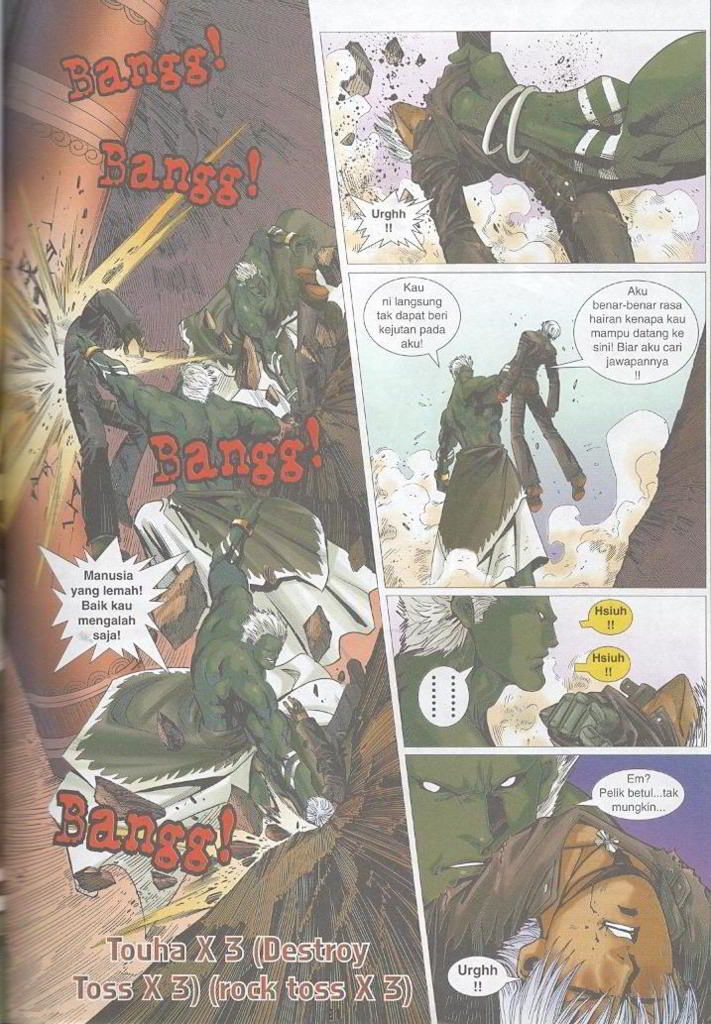 Bangg!
Bangg!
Bangg!
Manusia
yang lemah!
Baik kau
mengalah
saja!
Bangg!
Touha X 3 (Destroy
Toss X 3) (rock toss X 3)
Urghh
!!
Kau
ni langsung
tak dapat beri
kejutan pada
aku!
Aku
benar-benar rasa
hairan kenapa kau
mampu datang ke
sini! Biar aku cari
jawapannya
!!
Hsiuh
!!
Hsiuh
!!
Em?
Pelik betul...tak
mungkin...
Urghh
!!